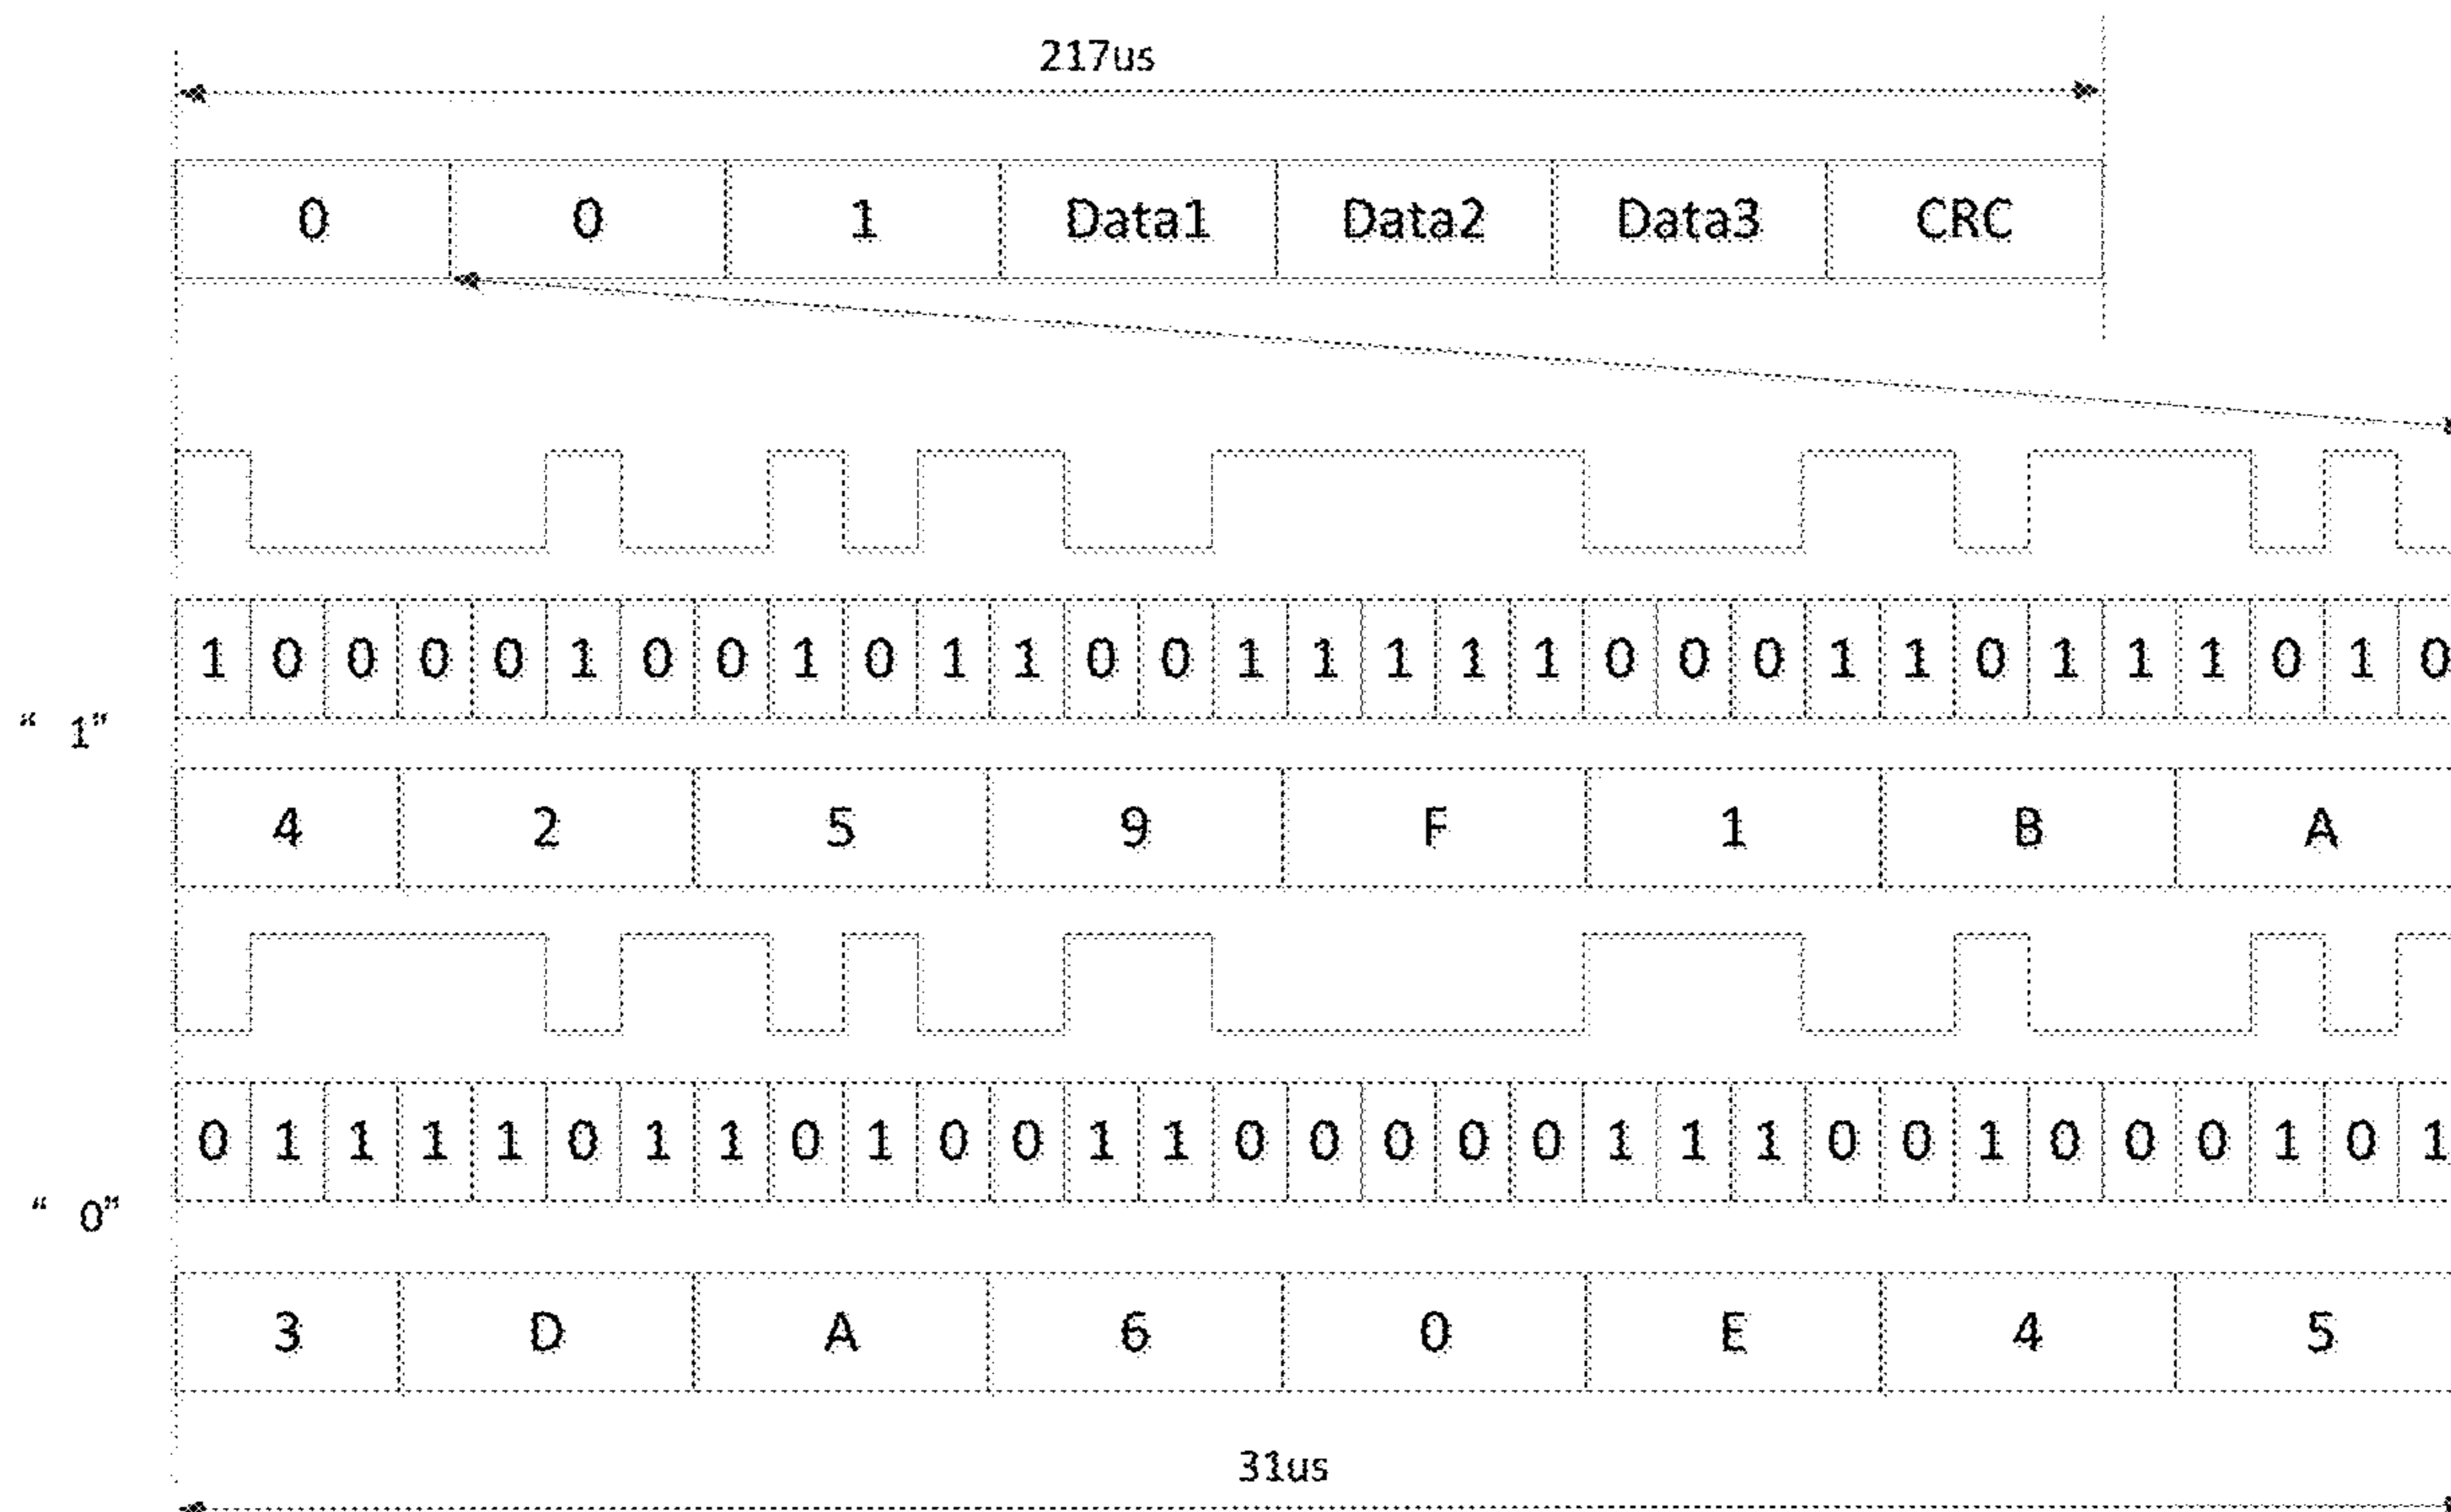 217us
0 0 1 Data1 Data2 Data3 CRC
1 0 0 0 0 1 0 0 1 0 1 1 0 0 1 1 1 1 1 0 0 0 1 1 0 1 1 1 0 1 0
“ 1”
4 2 5 9 F 1 B A
0 1 1 1 1 0 1 1 0 1 0 0 1 1 0 0 0 0 0 1 1 1 0 0 1 0 0 0 1 0 1
“ 0”
3 D A 6 0 E 4 5
31us